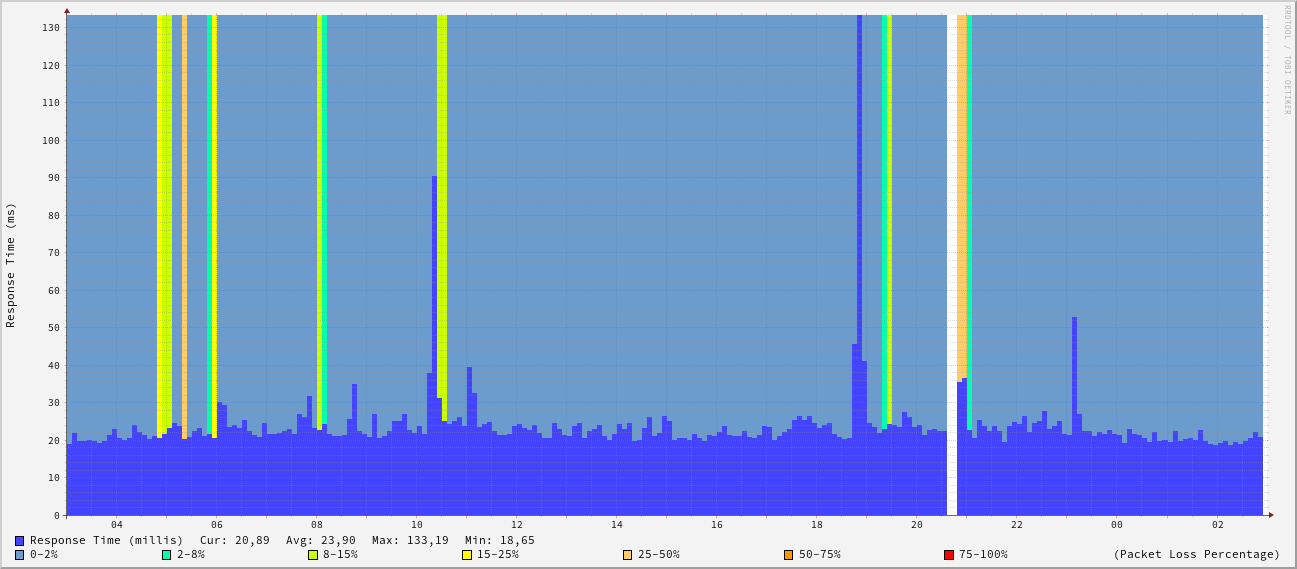 RRDTOOL / TOBI OETIKER
Response Time (ms)
130
120
110
100
90
80
70
60
50
40
30
20
10
0
04 06 08 10 12 14 16 18 20 22 00 02
Response Time (millis) Cur: 20,89 Avg: 23,90 Max: 133,19 Min: 18,65
0-2% 2-8% 8-15% 15-25% 25-50% 50-75% 75-100% (Packet Loss Percentage)